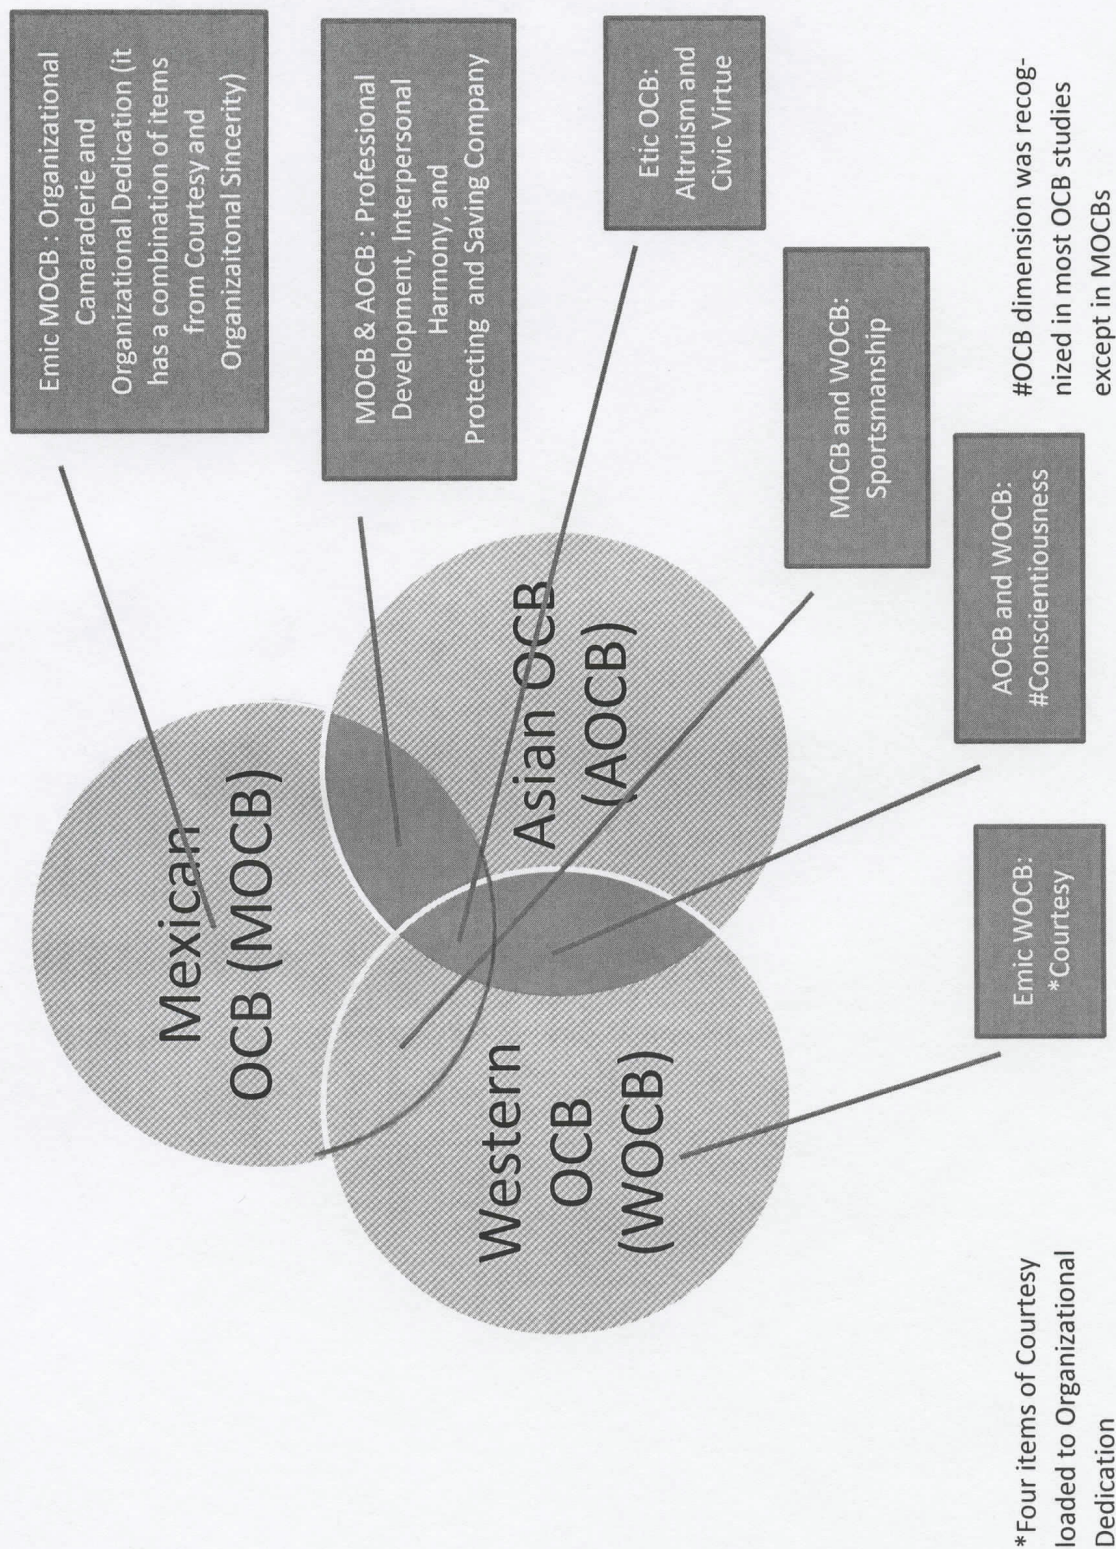 Mexican
OCB (MOCB)
Western
OCB
(WOCB)
Asian OCB
(AOCB)
Emic MOCB : Organizational
Camaraderie and
Organizational Dedication (it
has a combination of items
from Courtesy and
Organizaitonal Sincerity)
MOCB & AOCB : Professional
Development, Interpersonal
Harmony, and
Protecting and Saving Company
Etic OCB:
Altruism and
Civic Virtue
MOCB and WOCB:
Sportsmanship
AOCB and WOCB:
#Conscientiousness
Emic WOCB:
*Courtesy
*Four items of Courtesy
loaded to Organizational
Dedication
#OCB dimension was recog-
nized in most OCB studies
except in MOCBs